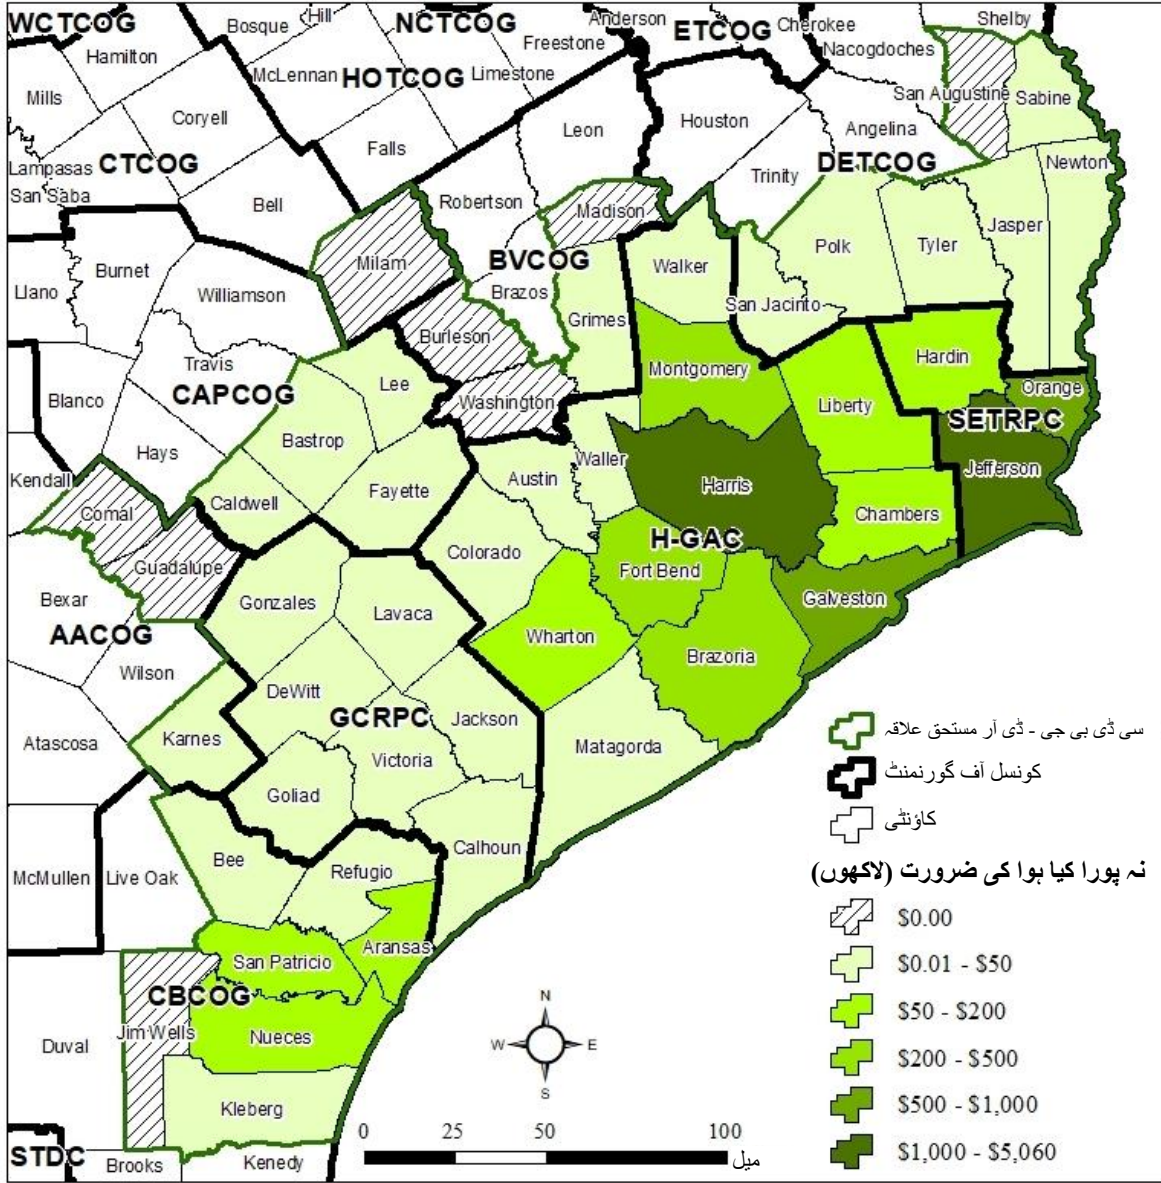 WCTCOG
Bosque
Hill
NCTCOG
Anderson
ETCOG
Cherokee
Shelby
Hamilton
Freestone
Nacogdoches
McLennan
HOTCOG
Limestone
Mills
San Augustine
Sabine
Coryell
Leon
Houston
Angelina
Falls
Lampasas
CTCOG
DETCOG
Newton
San Saba
Bell
Robertson
Madison
Trinity
Jasper
Milam
BVCOG
Walker
Polk
Tyler
Burnet
Llano
Williamson
Brazos
San Jacinto
Grimes
Burleson
Travis
Lee
Montgomery
Hardin
Orange
Blanco
CAPCOG
Washington
Liberty
SETRPC
Bastrop
Hays
Waller
Jefferson
Kendall
Austin
Harris
Fayette
Caldwell
Comal
Chambers
H-GAC
Colorado
Guadalupe
Fort Bend
Bexar
Gonzales
Lavaca
Galveston
AACOG
Wharton
Brazoria
Wilson
DeWitt
GCRPC
Jackson
Atascosa
Karnes
Victoria
Matagorda
Goliad
Calhoun
Bee
Refugio
McMullen
Live Oak
Aransas
San Patricio
CBCOG
Jim Wells
Nueces
Duval
Kleberg
STDC
Brooks
Kenedy
سی ڈی بی جی - ڈی آر مستحق علاقہ
کونسل آف گورنمنٹ
کاؤنٹی
نہ پورا کیا ہوا کی ضرورت (لاکھوں)
$0.00
$0.01 - $50
$50 - $200
$200 - $500
$500 - $1,000
$1,000 - $5,060
N
W E
S
0 25 50 100
میل